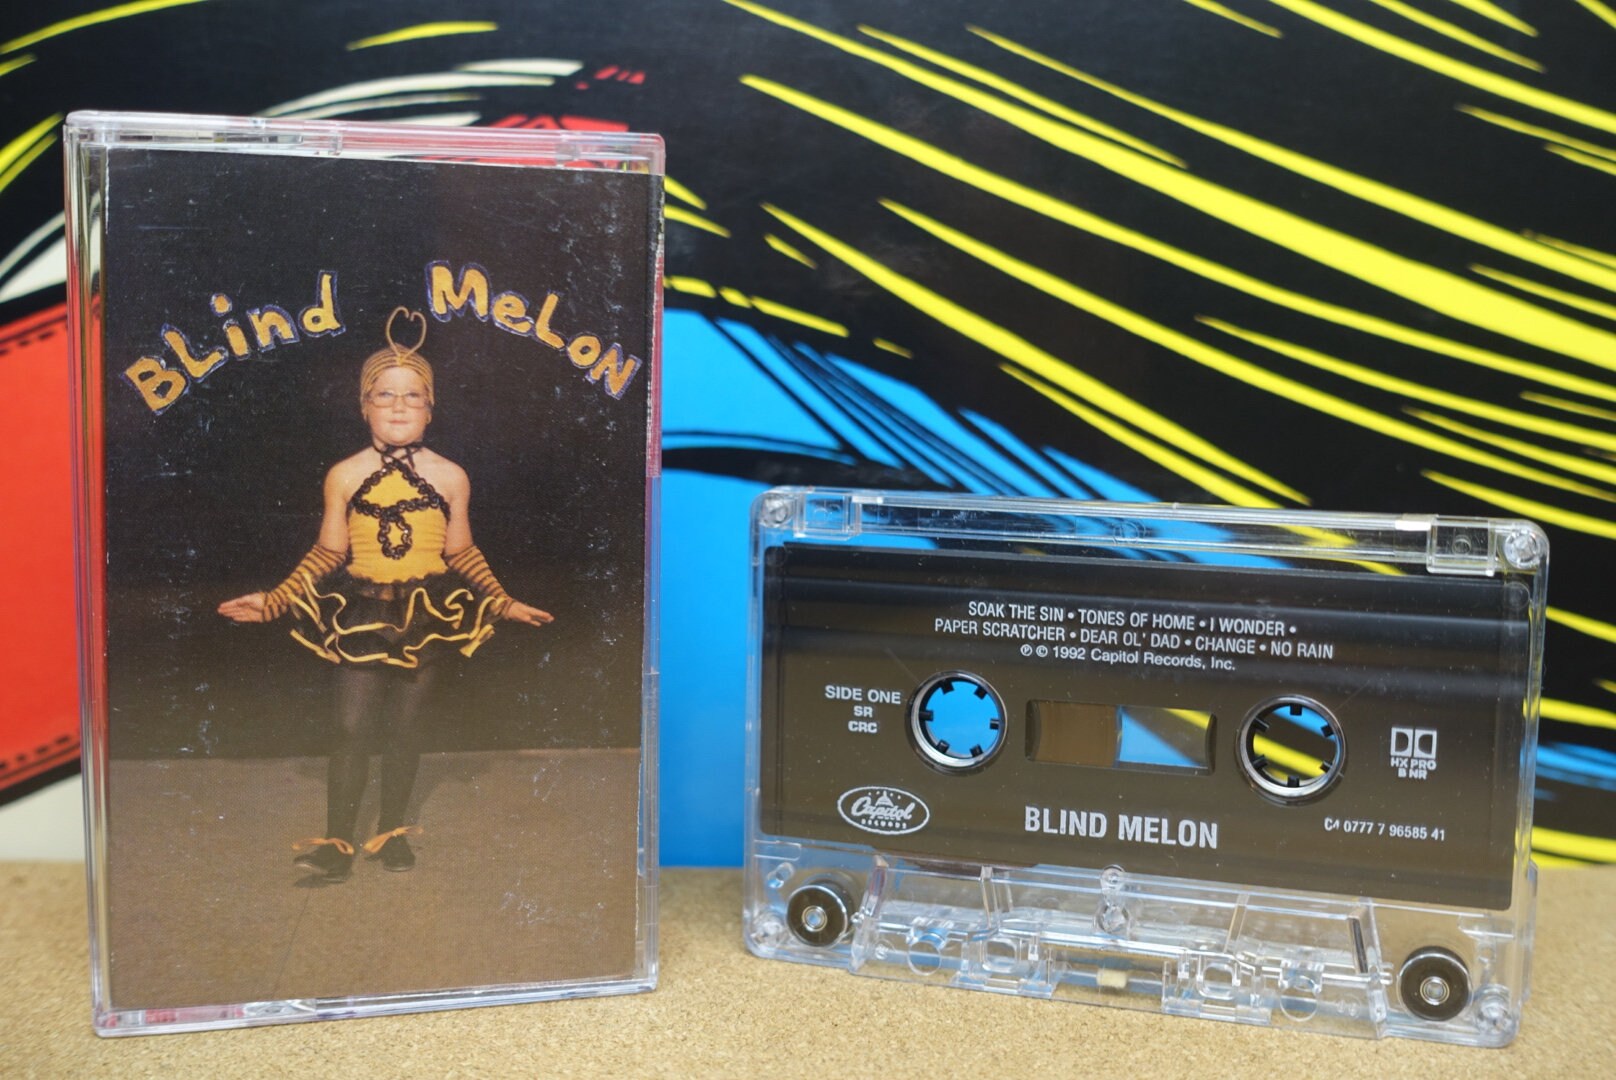 BLind MeLoN
SOAK THE SIN • TONES OF HOME • I WONDER •
PAPER SCRATCHER • DEAR OL' DAD • CHANGE • NO RAIN
℗ © 1992 Capitol Records, Inc.
SIDE ONE
SR
CRC
HX PRO
B NR
Capitol
RECORDS
BLIND MELON
C4 0777 7 96585 41